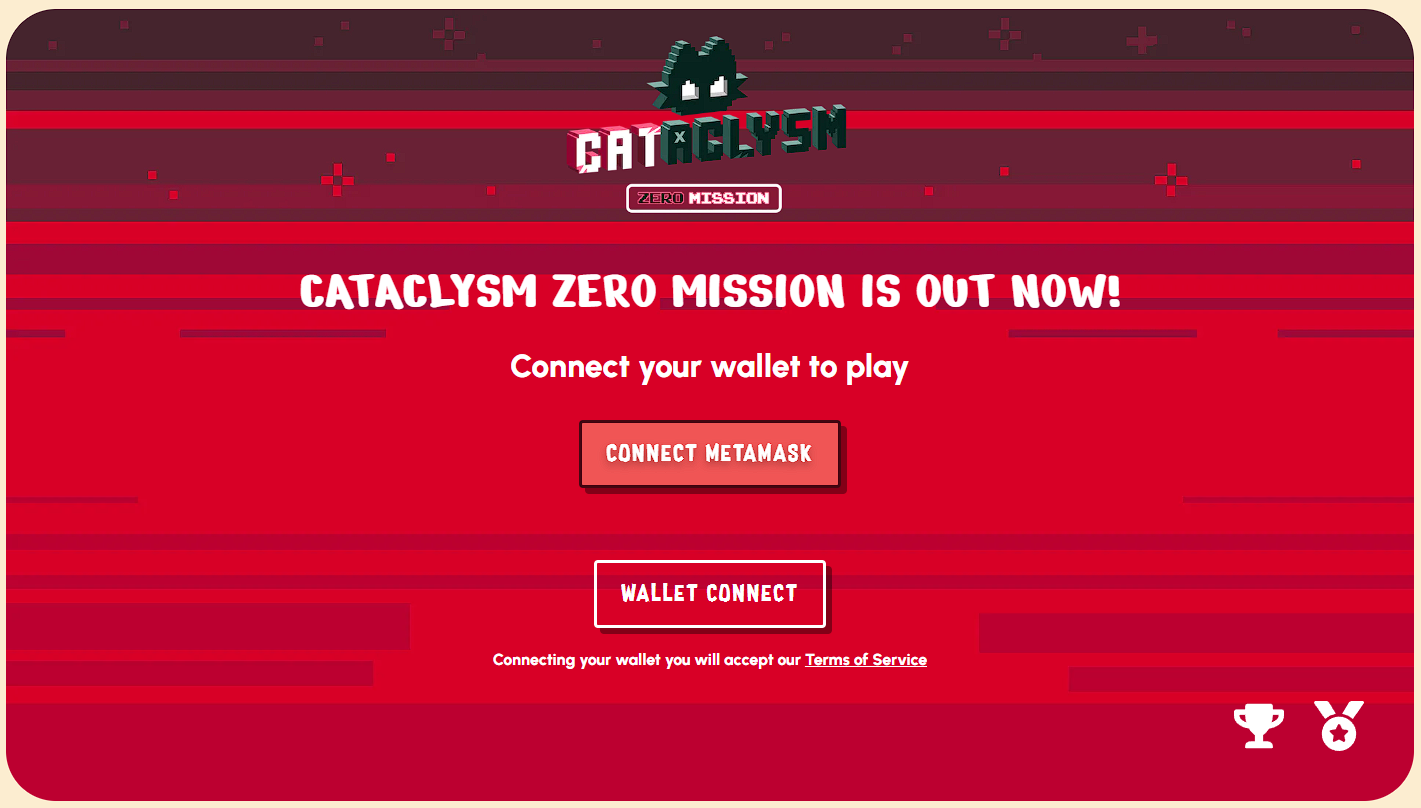 CATACLYSM
ZERO MISSION
CATACLYSM ZERO MISSION IS OUT NOW!
Connect your wallet to play
CONNECT METAMASK
WALLET CONNECT
Connecting your wallet you will accept our Terms of Service